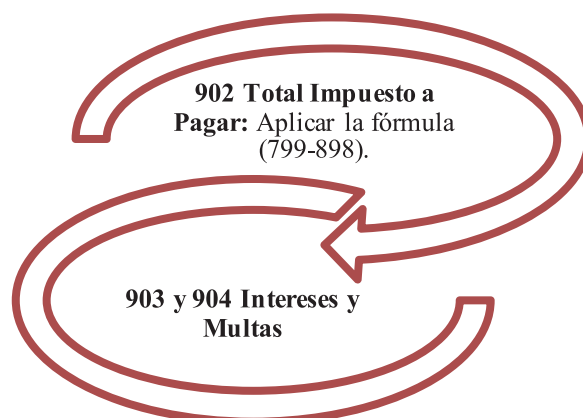 902 Total Impuesto a
Pagar: Aplicar la fórmula
(799-898).
903 y 904 Intereses y
Multas